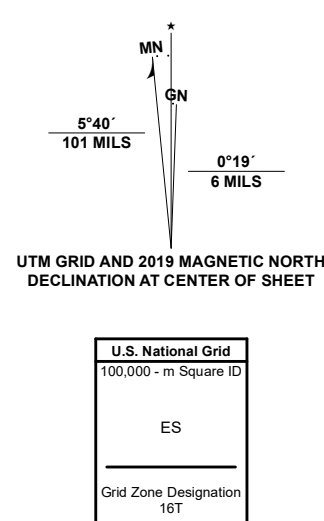 MN
GN
5°40´
101 MILS
0°19´
6 MILS
UTM GRID AND 2019 MAGNETIC NORTH
DECLINATION AT CENTER OF SHEET
U.S. National Grid
100,000 - m Square ID
ES
Grid Zone Designation
16T